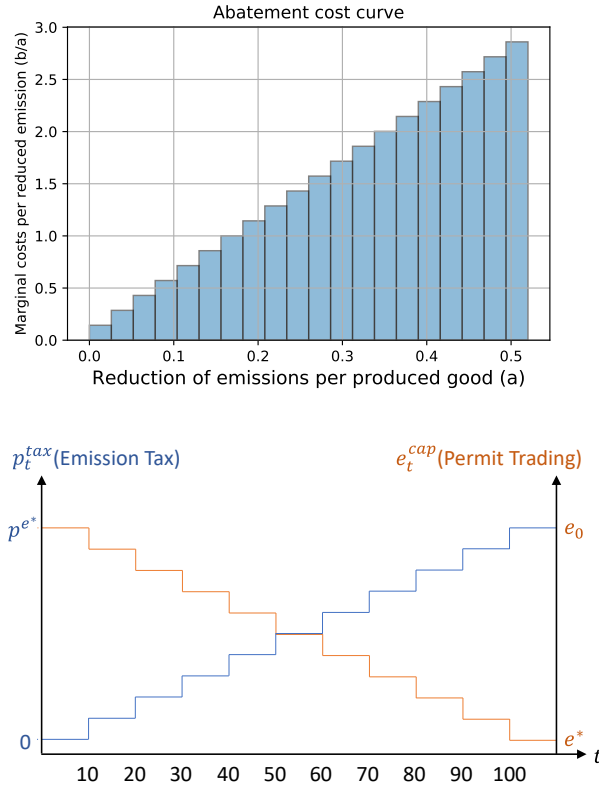 Abatement cost curve
Marginal costs per reduced emission (b/a)
3.0
2.5
2.0
1.5
1.0
0.5
0.0
0.0 0.1 0.2 0.3 0.4 0.5
Reduction of emissions per produced good (a)
p_t^{tax}(Emission Tax) e_t^{cap}(Permit Trading)
p^{e*} e_0
0 e*
t
10 20 30 40 50 60 70 80 90 100